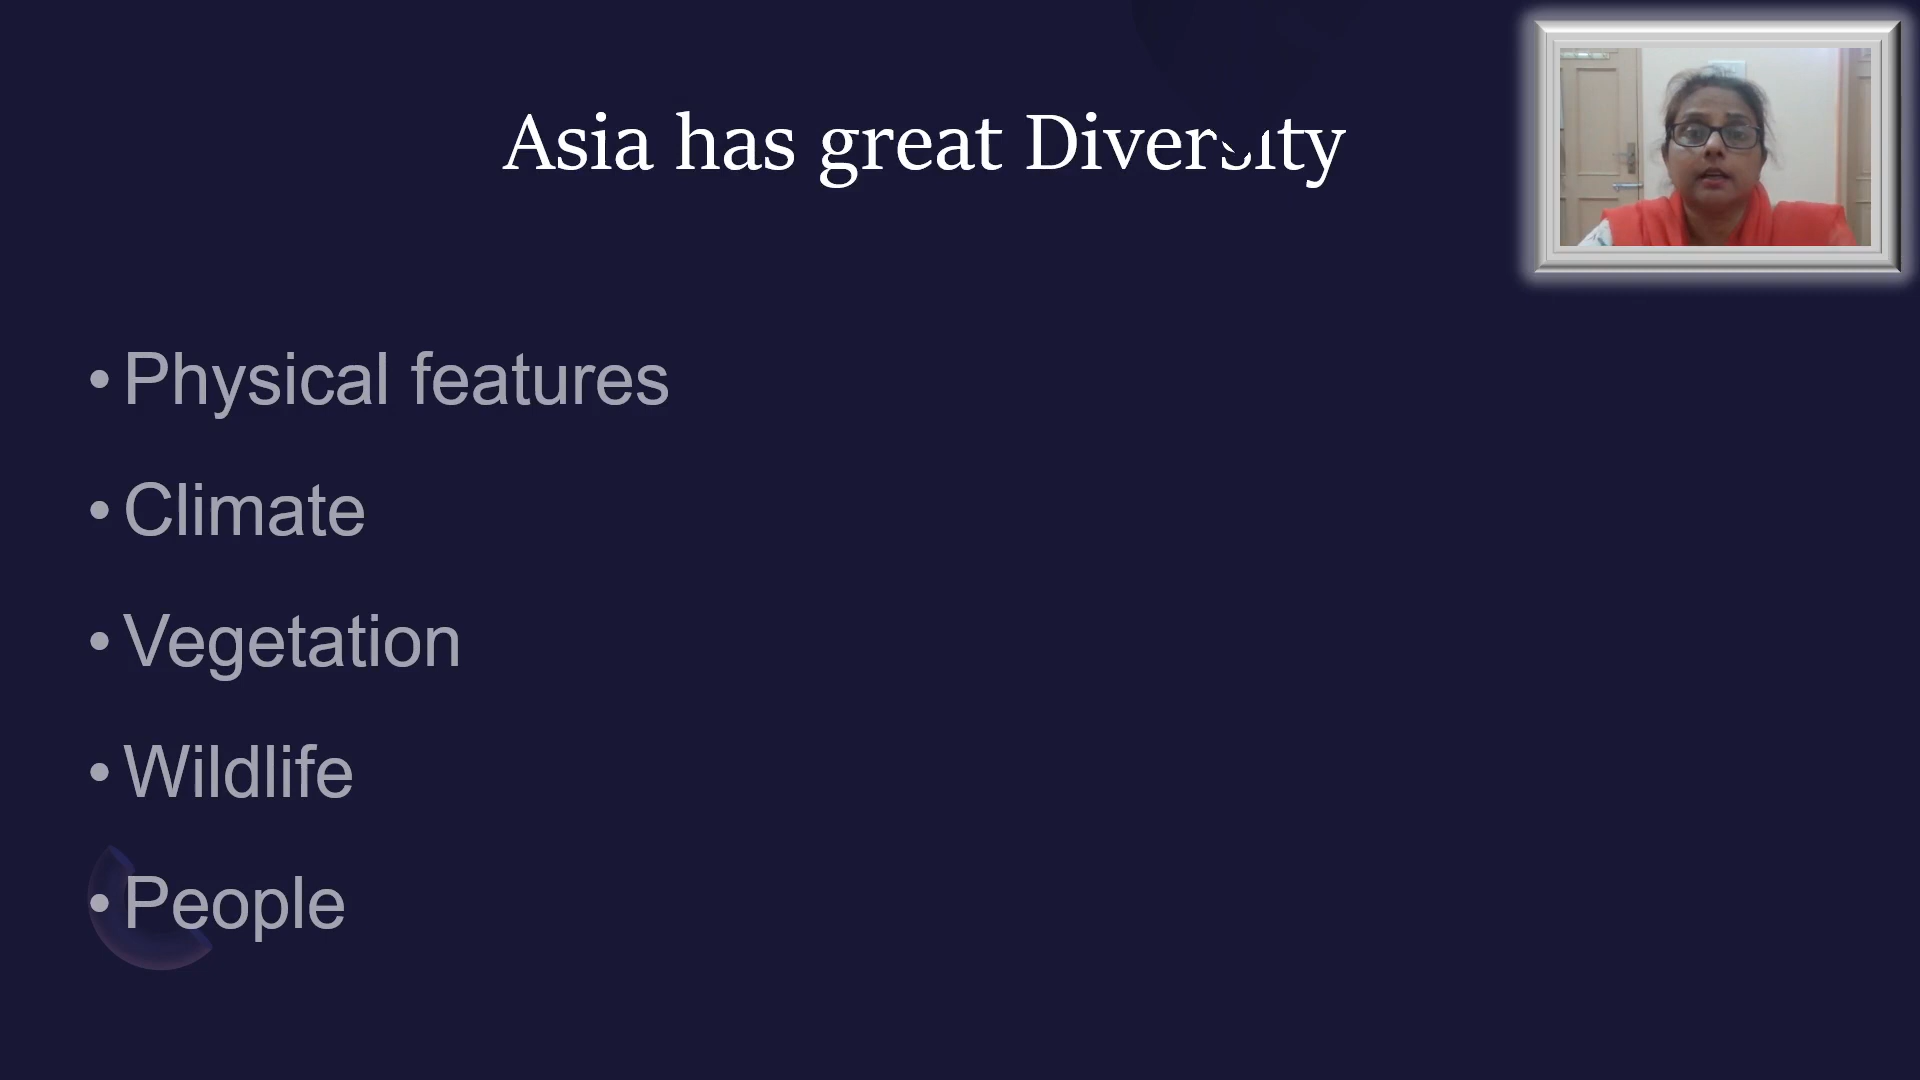 Asia has great Diversity
• Physical features
• Climate
• Vegetation
• Wildlife
• People